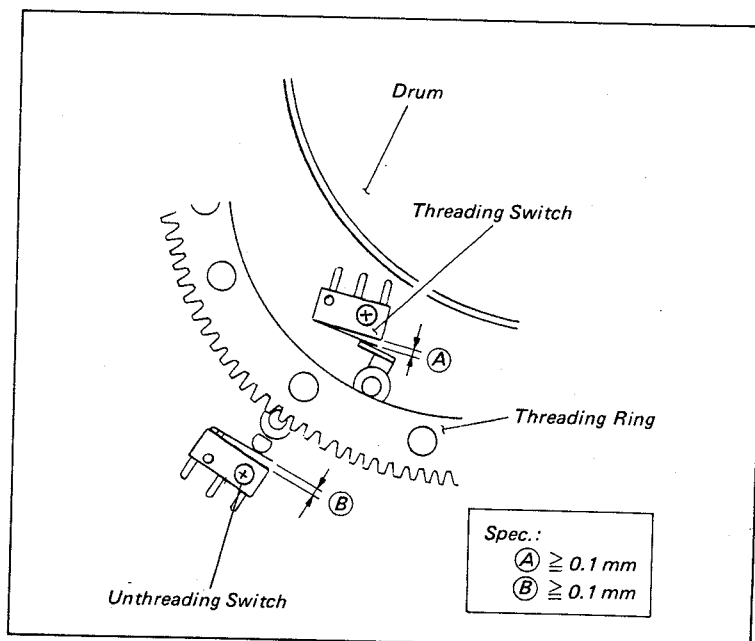 Drum
Threading Switch
Ⓐ
Threading Ring
Ⓑ
Unthreading Switch
Spec.:
Ⓐ ≧ 0.1 mm
Ⓑ ≧ 0.1 mm